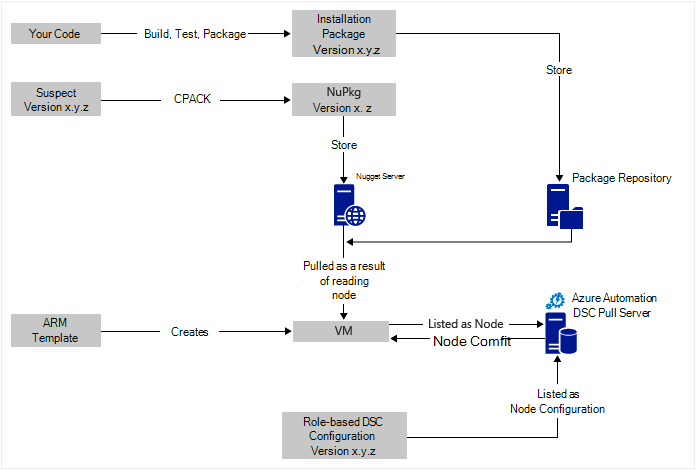 Your Code
Build, Test, Package
Installation
Package
Version x.y.z
Store
Suspect
Version x.y.z
CPACK
NuPkg
Version x. z
Store
Nugget Server
Package Repository
Pulled as a result
of reading
node
Azure Automation
DSC Pull Server
ARM
Template
Creates
VM
Listed as Node
Node Comfit
Listed as
Node Configuration
Role-based DSC
Configuration
Version x.y.z